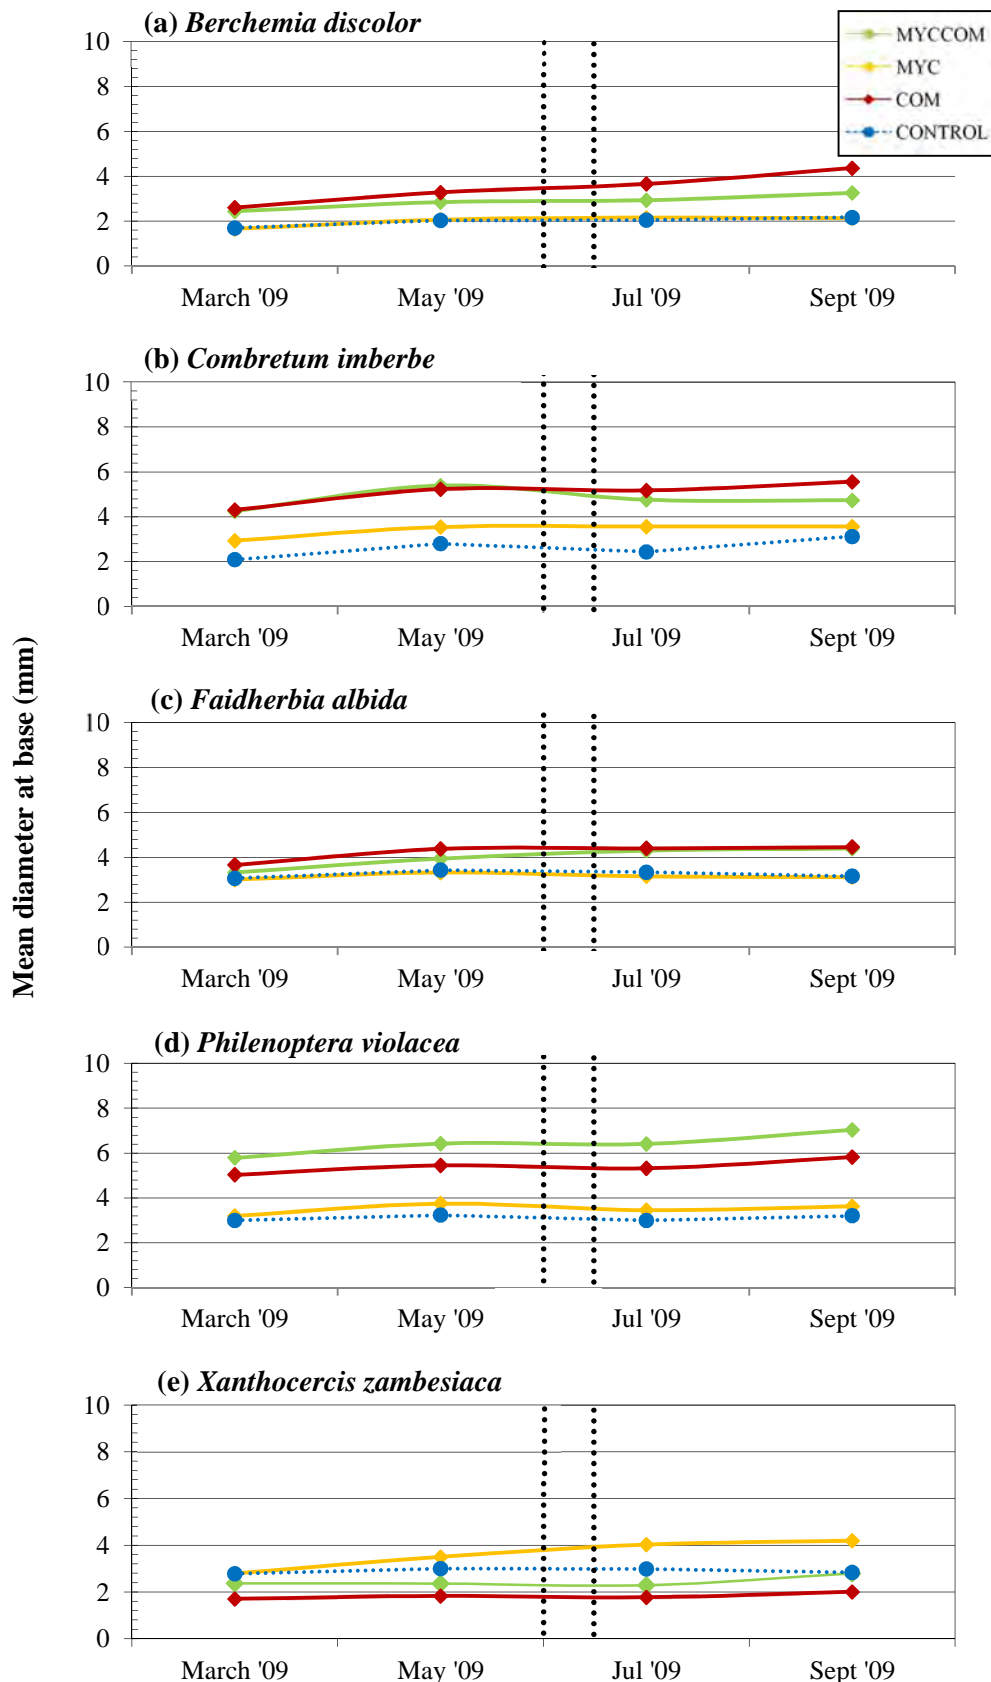 (a) Berchemia discolor
MYCCOM
MYC
COM
CONTROL
10
8
6
4
2
0
March '09 May '09 Jul '09 Sept '09
(b) Combretum imberbe
10
8
6
4
2
0
March '09 May '09 Jul '09 Sept '09
Mean diameter at base (mm)
(c) Faidherbia albida
10
8
6
4
2
0
March '09 May '09 Jul '09 Sept '09
(d) Philenoptera violacea
10
8
6
4
2
0
March '09 May '09 Jul '09 Sept '09
(e) Xanthocercis zambesiaca
10
8
6
4
2
0
March '09 May '09 Jul '09 Sept '09